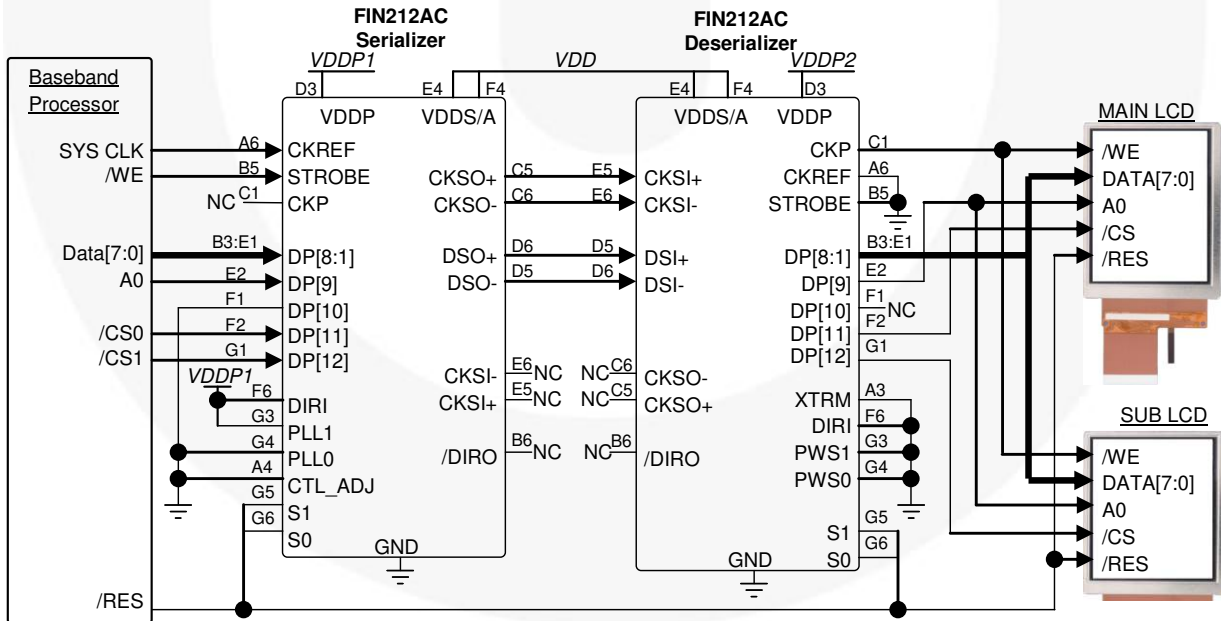 FIN212AC
Serializer
FIN212AC
Deserializer
VDDP1
VDD
VDDP2
D3
E4
F4
E4
F4
D3
Baseband
Processor
VDDP
VDDS/A
VDDS/A
VDDP
MAIN LCD
SYS CLK
A6
CKREF
CKP
C1
/WE
/WE
B5
STROBE
CKSO+
C5
E5
CKSI+
CKREF
A6
DATA[7:0]
NC
C1
CKP
CKSO-
C6
E6
CKSI-
STROBE
B5
A0
/CS
Data[7:0]
B3:E1
DP[8:1]
DSO+
D6
D5
DSI+
DP[8:1]
B3:E1
/RES
A0
E2
DP[9]
DSO-
D5
D6
DSI-
DP[9]
E2
F1
DP[10]
DP[10]
F1
NC
/CS0
F2
DP[11]
DP[11]
F2
/CS1
G1
DP[12]
DP[12]
G1
VDDP1
CKSI-
E6
NC
NC
C6
CKSO-
F6
DIRI
CKSI+
E5
NC
NC
C5
CKSO+
XTRM
A3
G3
PLL1
DIRI
F6
SUB LCD
G4
PLL0
/DIRO
B6
NC
NC
B6
/DIRO
PWS1
G3
/WE
A4
CTL_ADJ
PWS0
G4
DATA[7:0]
G5
S1
A0
G6
S0
S1
G5
/CS
GND
GND
S0
G6
/RES
/RES